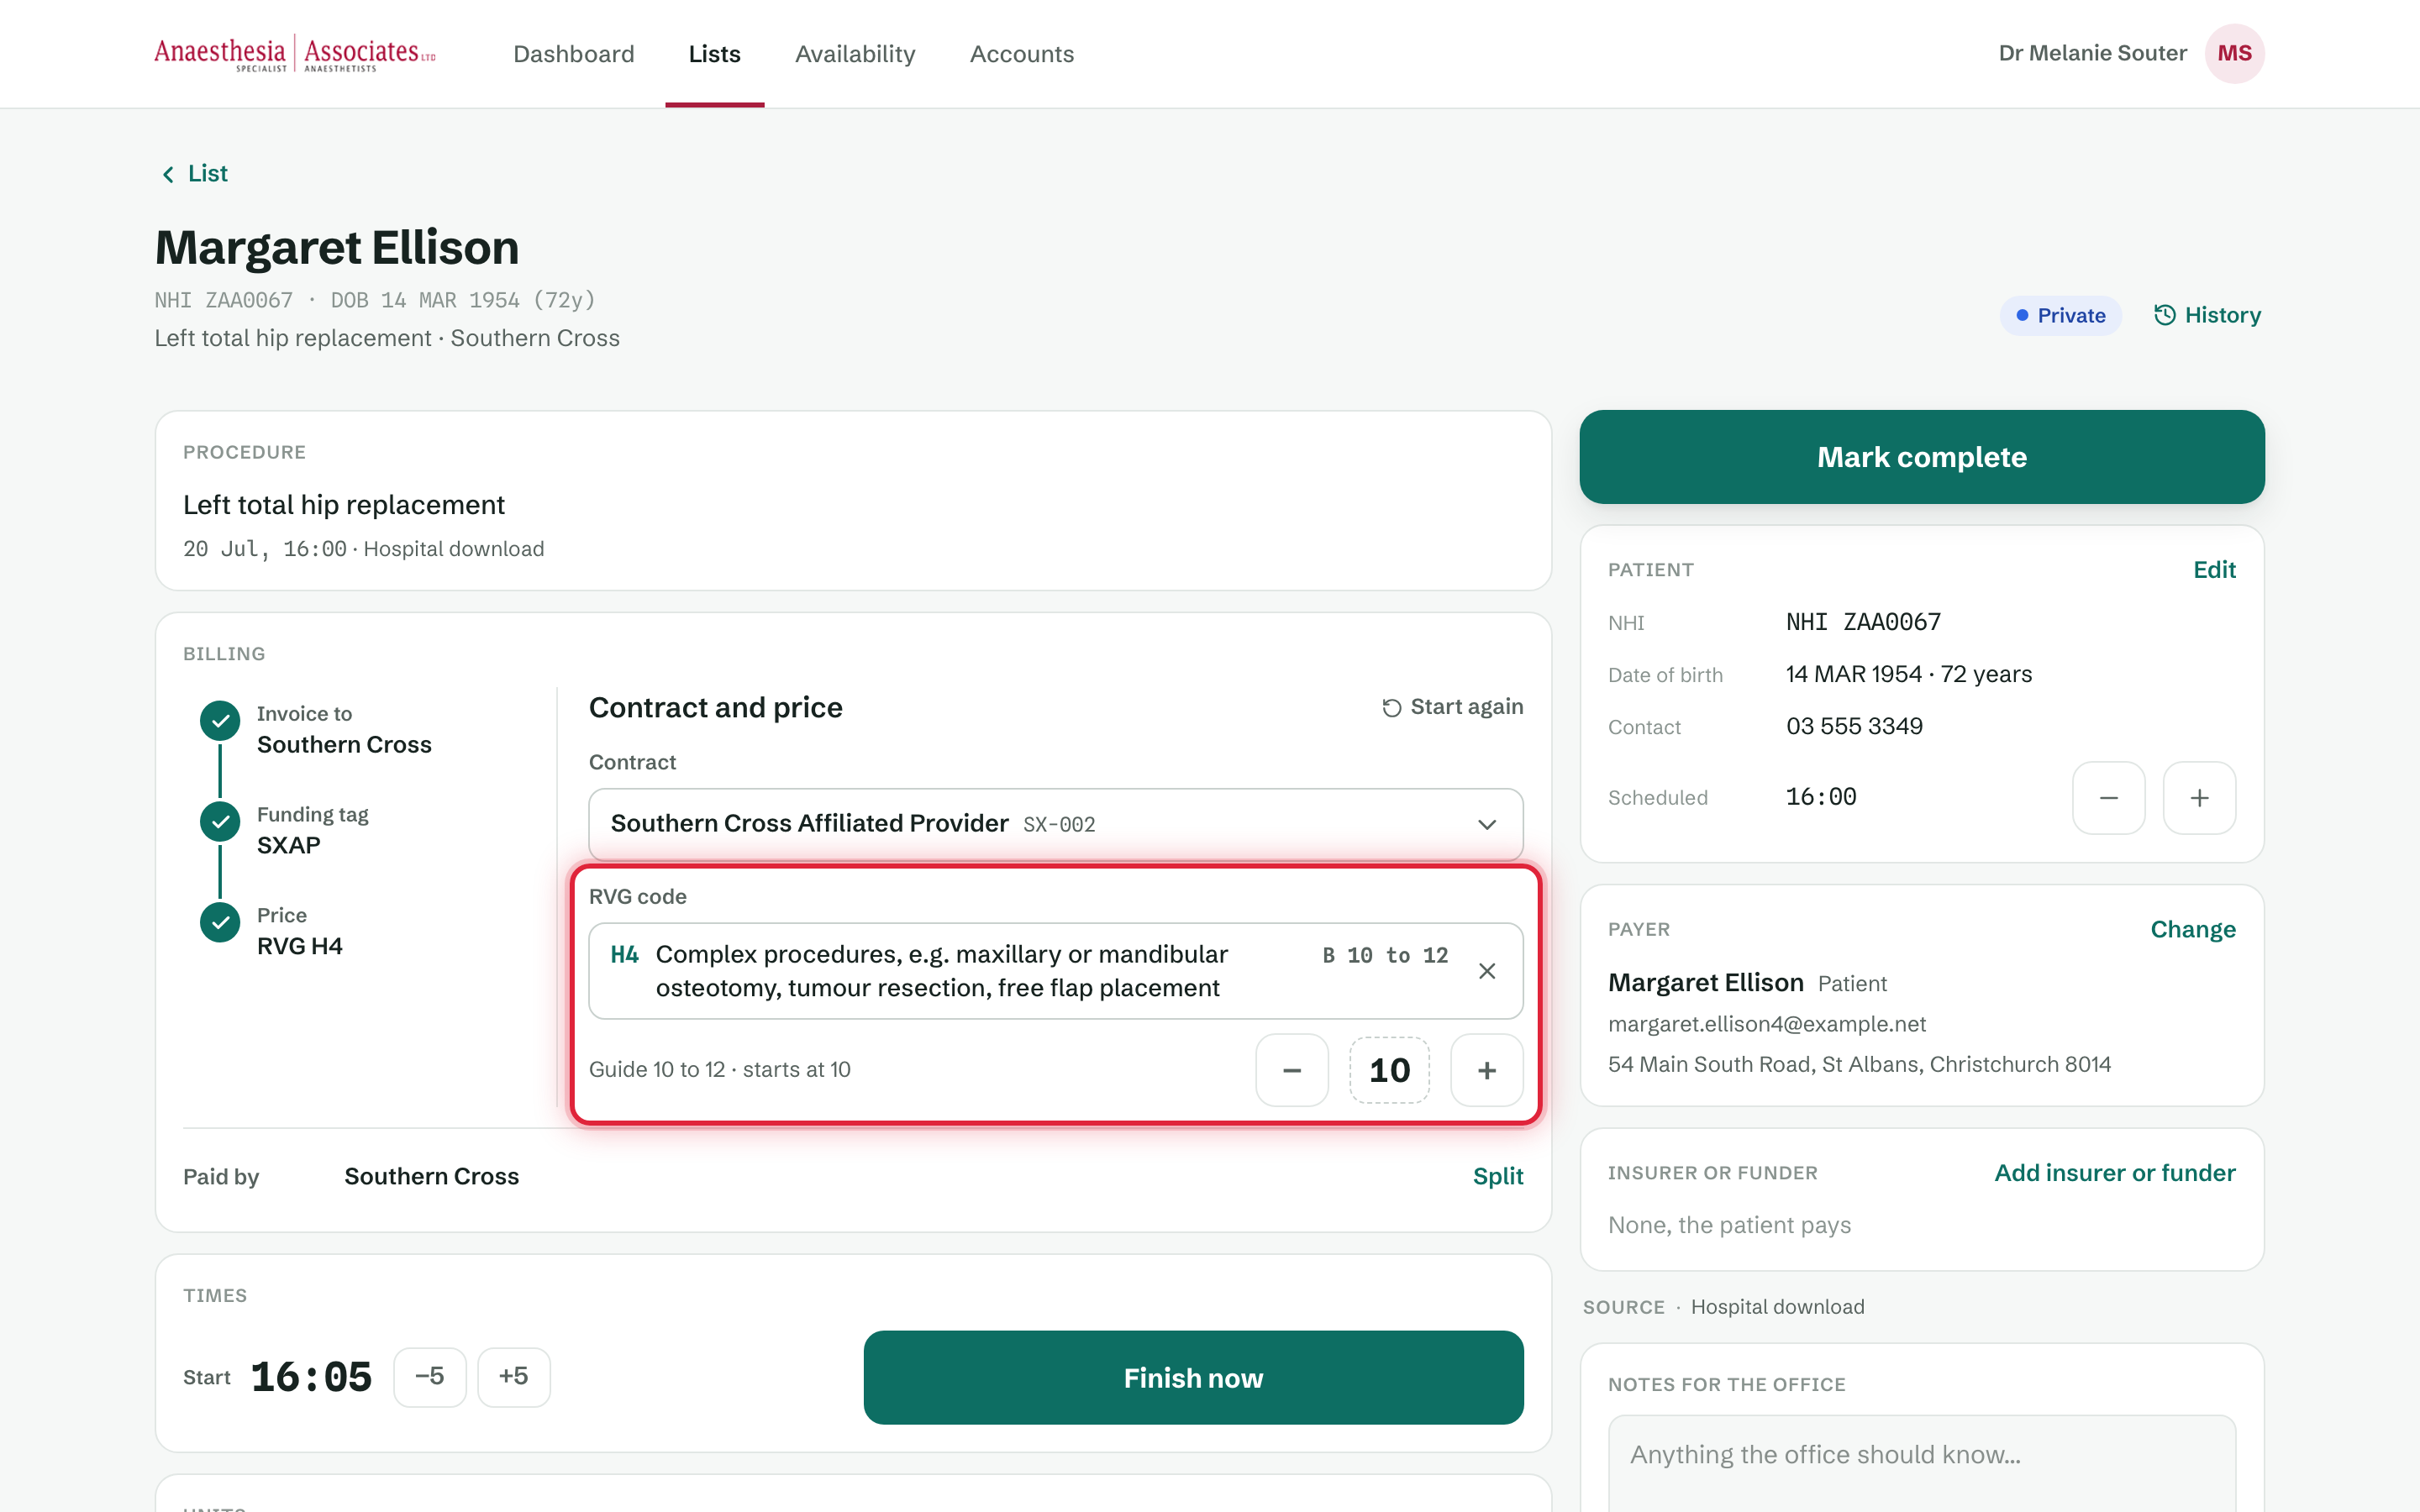 Anaesthesia | Associates LTD
SPECIALIST ANAESTHETISTS
Dashboard
Lists
Availability
Accounts
Dr Melanie Souter
MS
List
Margaret Ellison
NHI ZAA0067 · DOB 14 MAR 1954 (72y)
Left total hip replacement · Southern Cross
Private
History
PROCEDURE
Left total hip replacement
20 Jul, 16:00 · Hospital download
BILLING
Invoice to
Southern Cross
Funding tag
SXAP
Price
RVG H4
Contract and price
Start again
Contract
Southern Cross Affiliated Provider SX-002
RVG code
H4 Complex procedures, e.g. maxillary or mandibular B 10 to 12
osteotomy, tumour resection, free flap placement
Guide 10 to 12 · starts at 10
− 10 +
Paid by Southern Cross Split
TIMES
Start 16:05 −5 +5
Finish now
Mark complete
PATIENT Edit
NHI NHI ZAA0067
Date of birth 14 MAR 1954 · 72 years
Contact 03 555 3349
Scheduled 16:00 − +
PAYER Change
Margaret Ellison Patient
margaret.ellison4@example.net
54 Main South Road, St Albans, Christchurch 8014
INSURER OR FUNDER Add insurer or funder
None, the patient pays
SOURCE · Hospital download
NOTES FOR THE OFFICE
Anything the office should know...